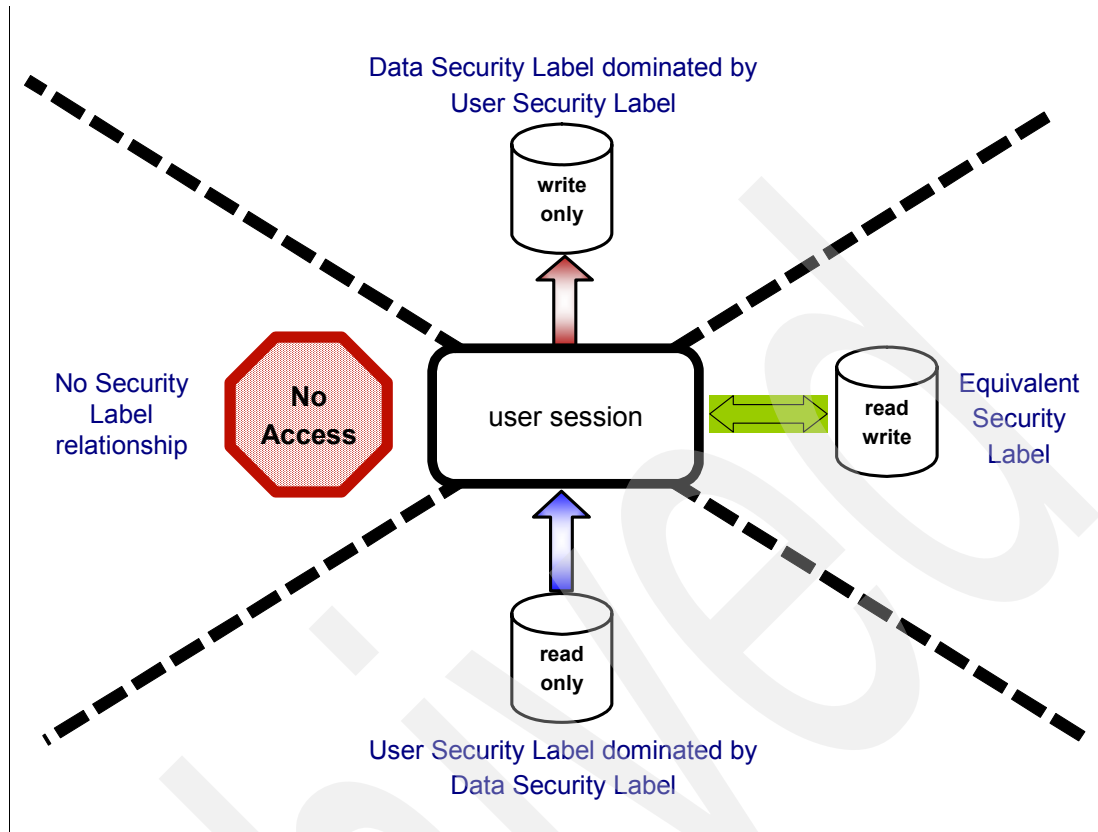 Data Security Label dominated by
User Security Label
write
only
No Security
Label
relationship
No
Access
user session
read
write
Equivalent
Security
Label
read
only
User Security Label dominated by
Data Security Label